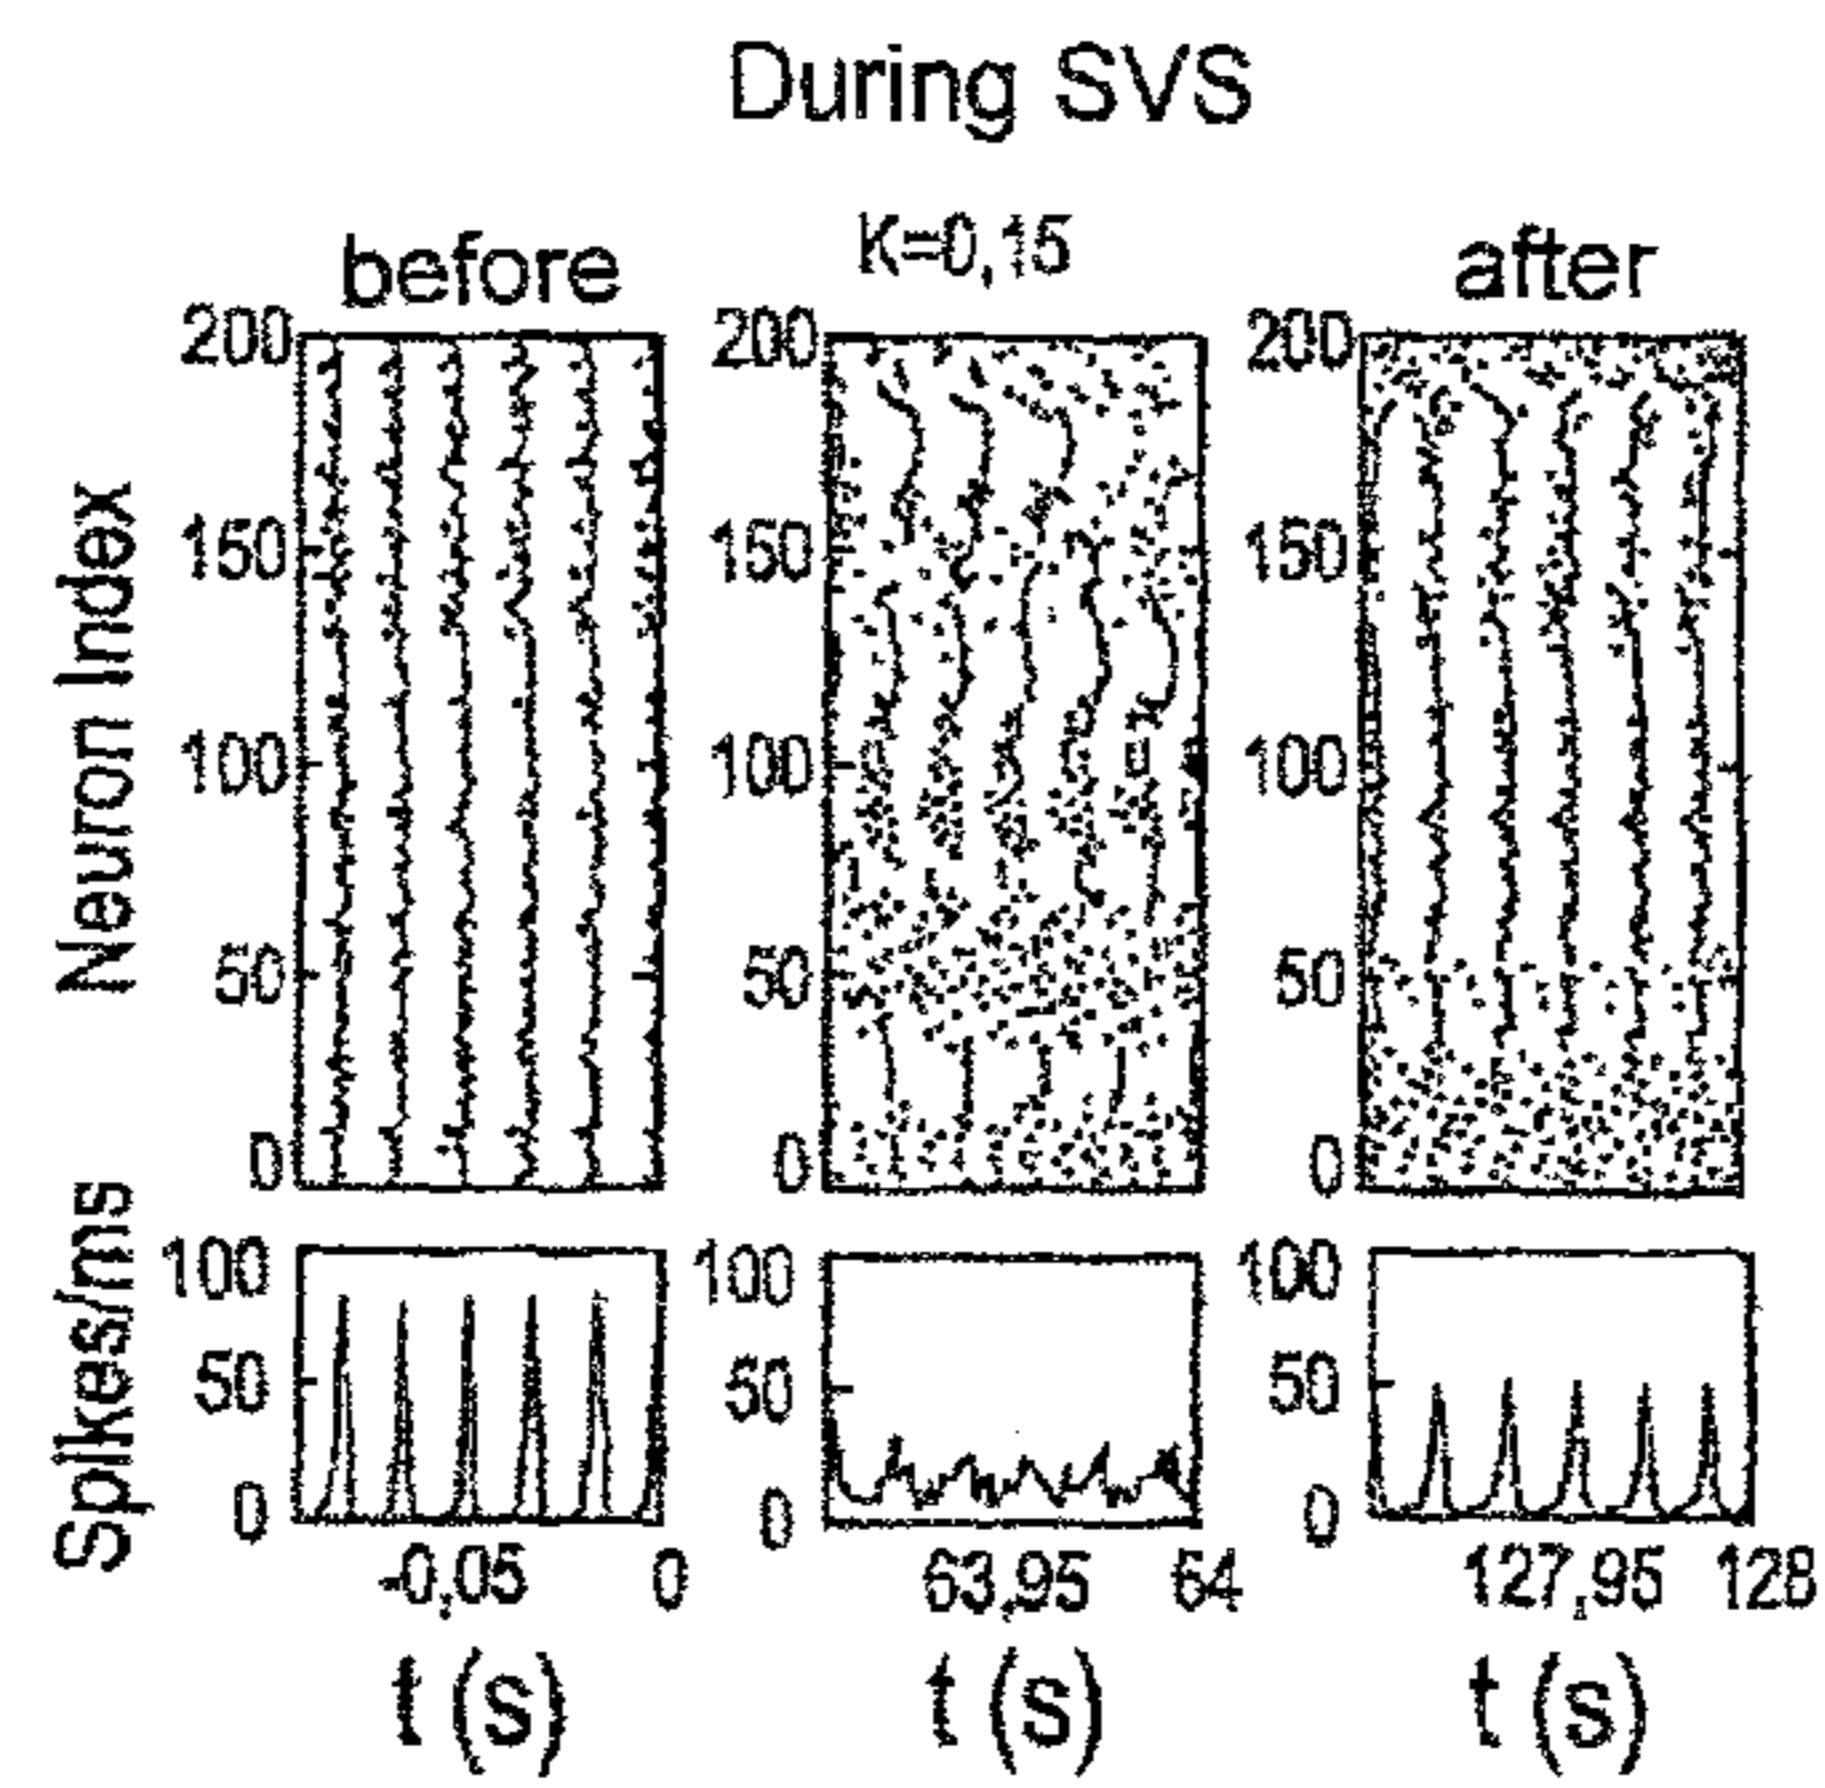 During SVS
before K=0,15 after
200 200 200
150 150 150
100 100 100
50 50 50
0 0 0
Neuron Index
100 100 100
50 50 50
0 0 0
Spikes/ms
-0,05 0 63,95 64 127,95 128
t (s) t (s) t (s)